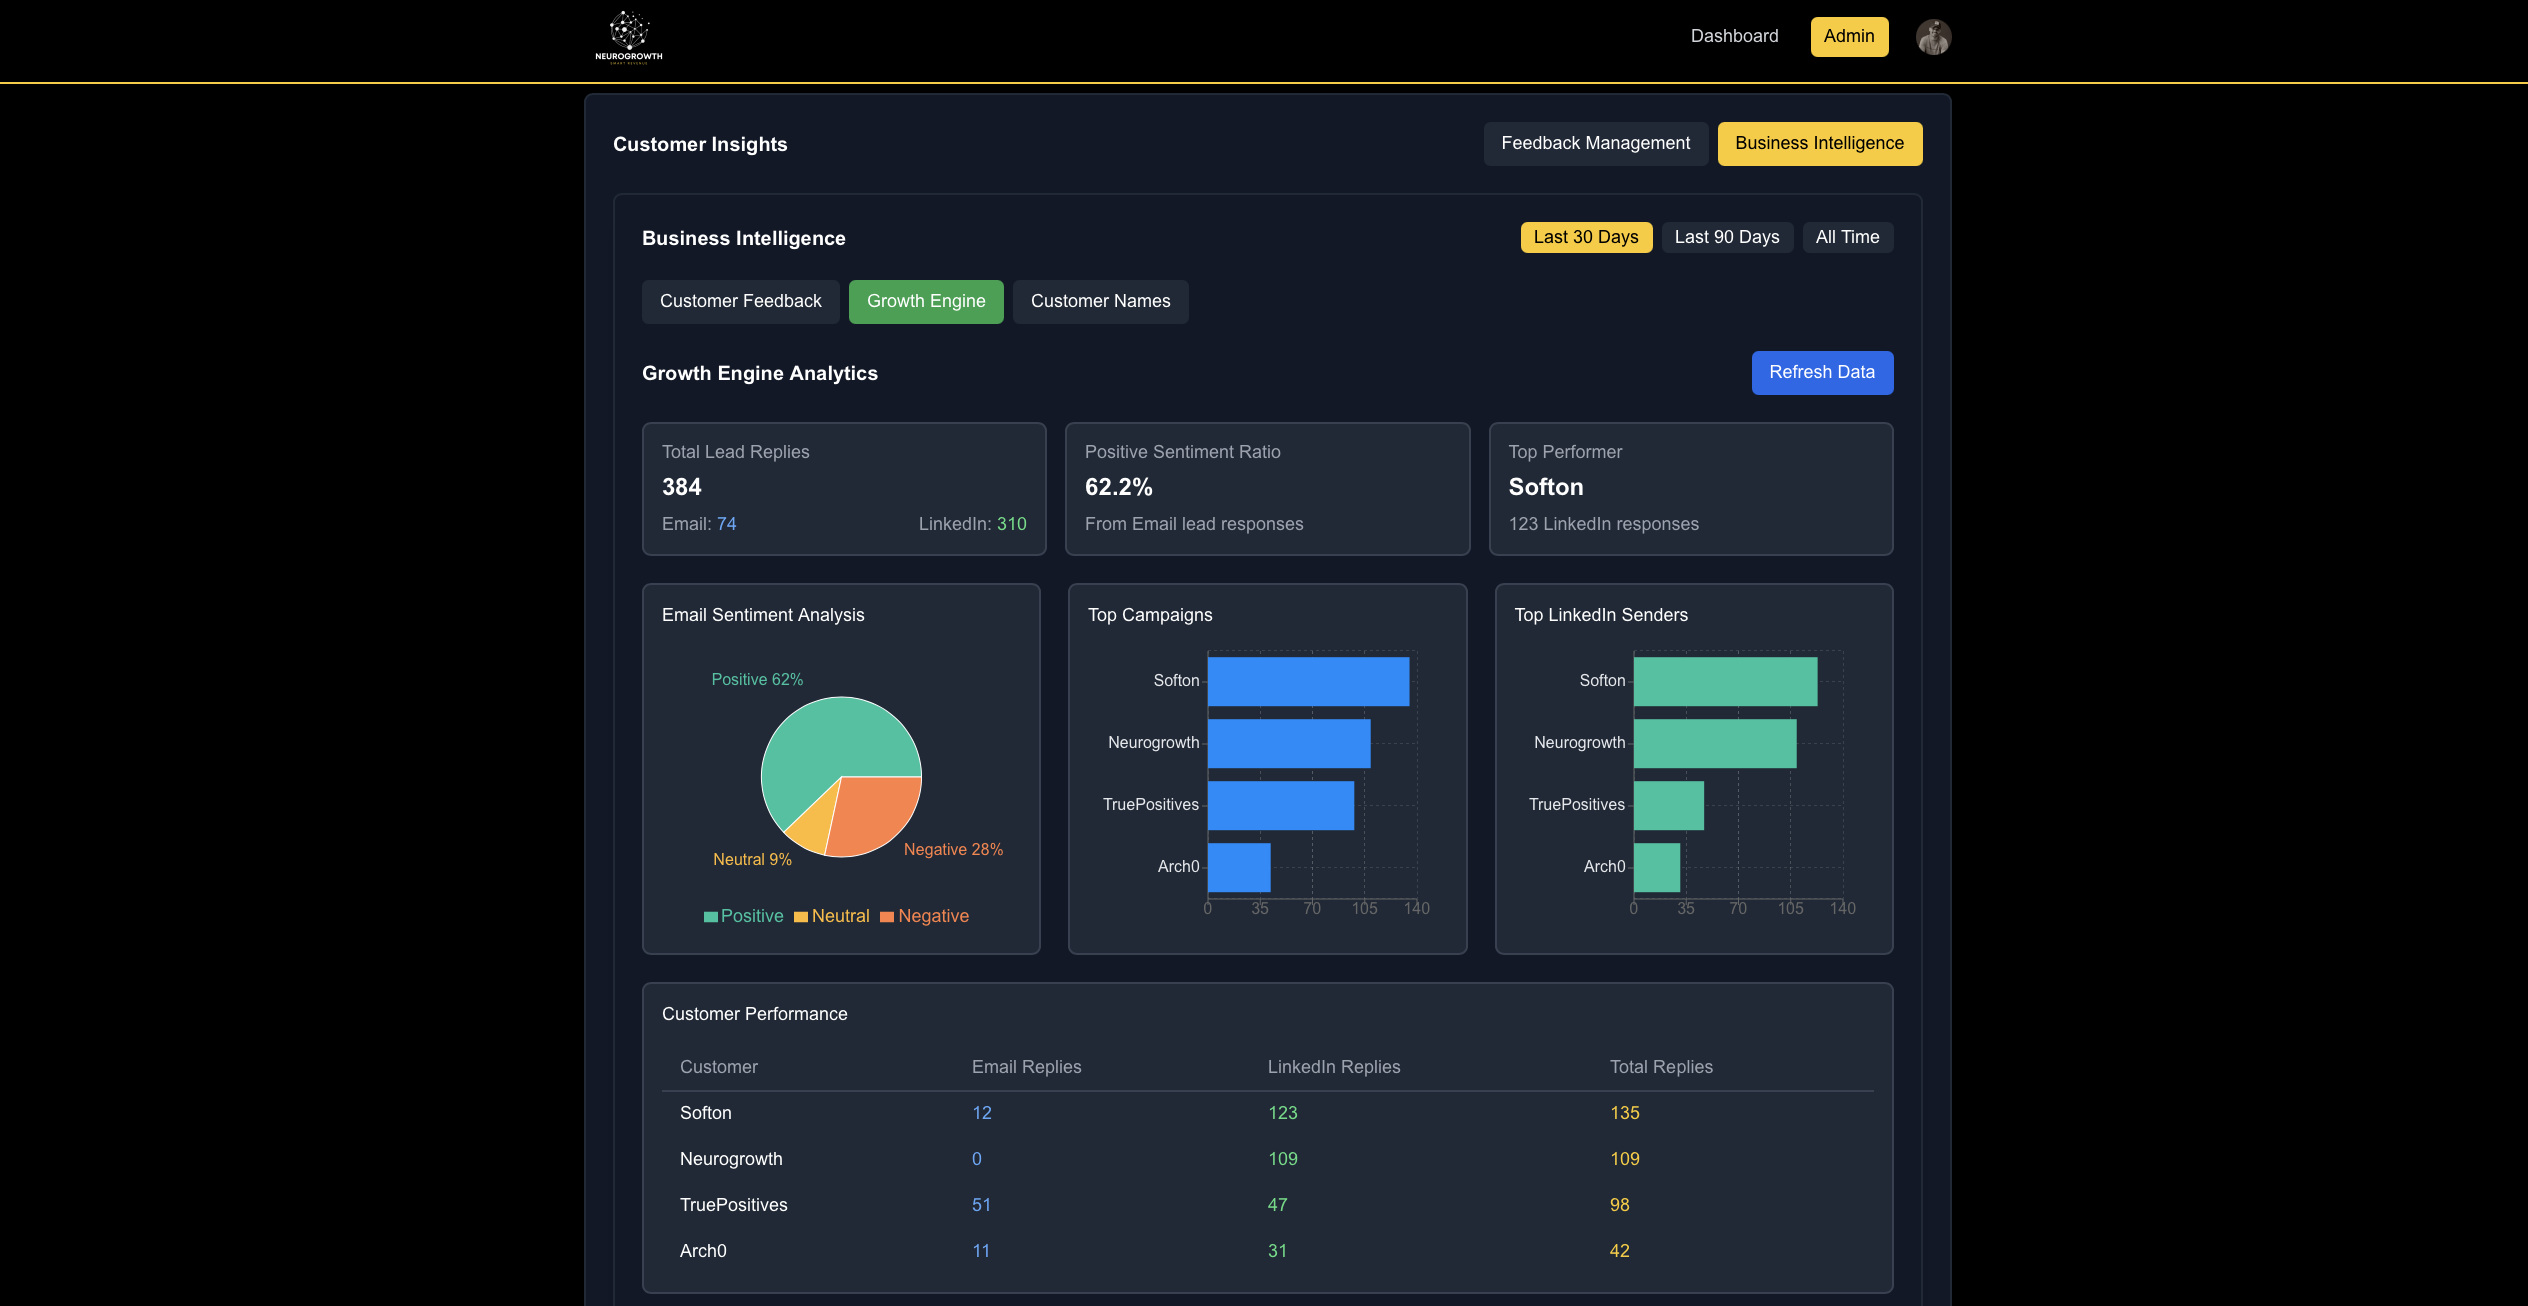 NEUROGROWTH
SMART REVENUE
Dashboard
Admin
Customer Insights
Feedback Management
Business Intelligence
Business Intelligence
Last 30 Days
Last 90 Days
All Time
Customer Feedback
Growth Engine
Customer Names
Growth Engine Analytics
Refresh Data
Total Lead Replies
384
Email: 74
LinkedIn: 310
Positive Sentiment Ratio
62.2%
From Email lead responses
Top Performer
Softon
123 LinkedIn responses
Email Sentiment Analysis
Positive 62%
Neutral 9%
Negative 28%
Positive Neutral Negative
Top Campaigns
Softon
Neurogrowth
TruePositives
Arch0
0 35 70 105 140
Top LinkedIn Senders
Softon
Neurogrowth
TruePositives
Arch0
0 35 70 105 140
Customer Performance
Customer Email Replies LinkedIn Replies Total Replies
Softon 12 123 135
Neurogrowth 0 109 109
TruePositives 51 47 98
Arch0 11 31 42